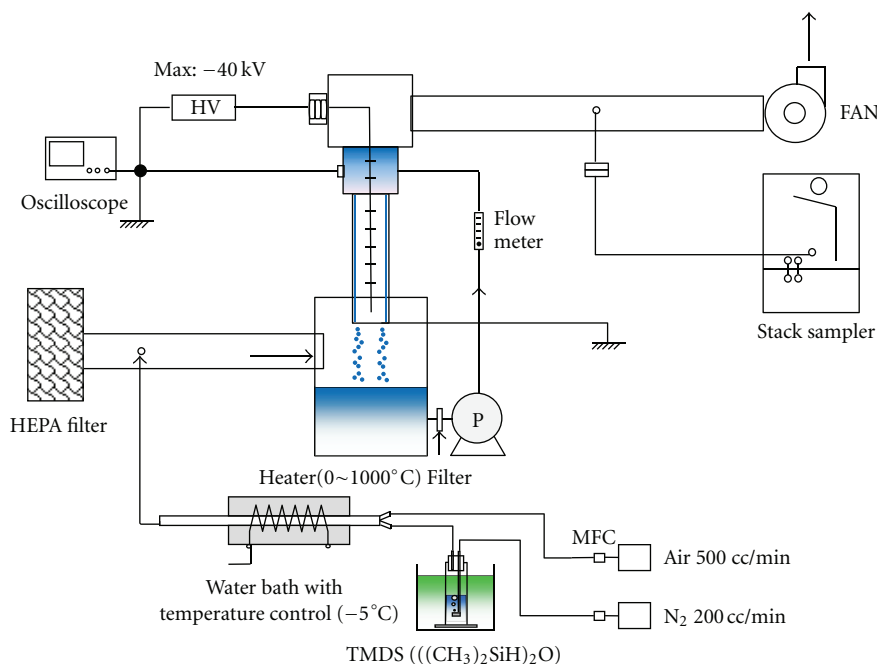 Max: −40 kV
HV
FAN
Oscilloscope
Flow
meter
Stack sampler
HEPA filter
P
Heater(0~1000°C) Filter
MFC
Air 500 cc/min
Water bath with
temperature control (−5°C)
N₂ 200 cc/min
TMDS (((CH₃)₂SiH)₂O)